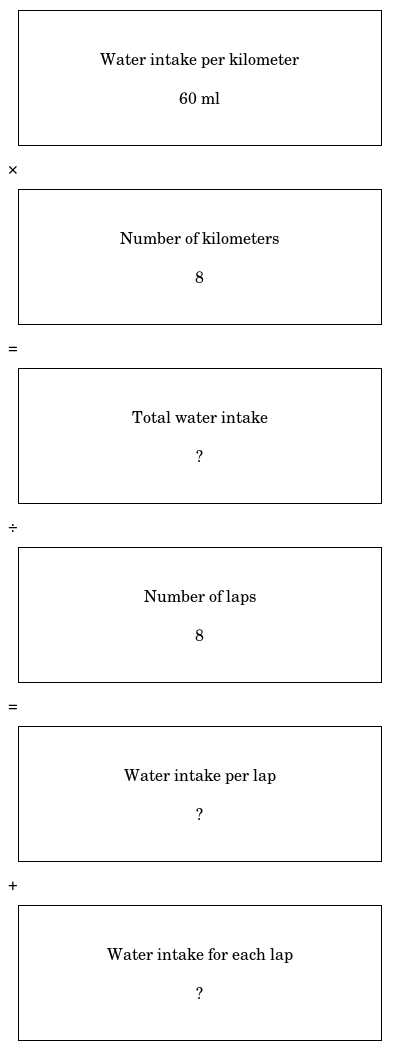 Water intake per kilometer
60 ml
×
Number of kilometers
8
=
Total water intake
?
÷
Number of laps
8
=
Water intake per lap
?
+
Water intake for each lap
?